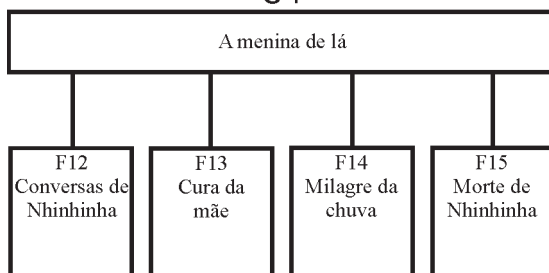 A menina de lá
F12
Conversas de
Nhinhinha
F13
Cura da
mãe
F14
Milagre da
chuva
F15
Morte de
Nhinhinha